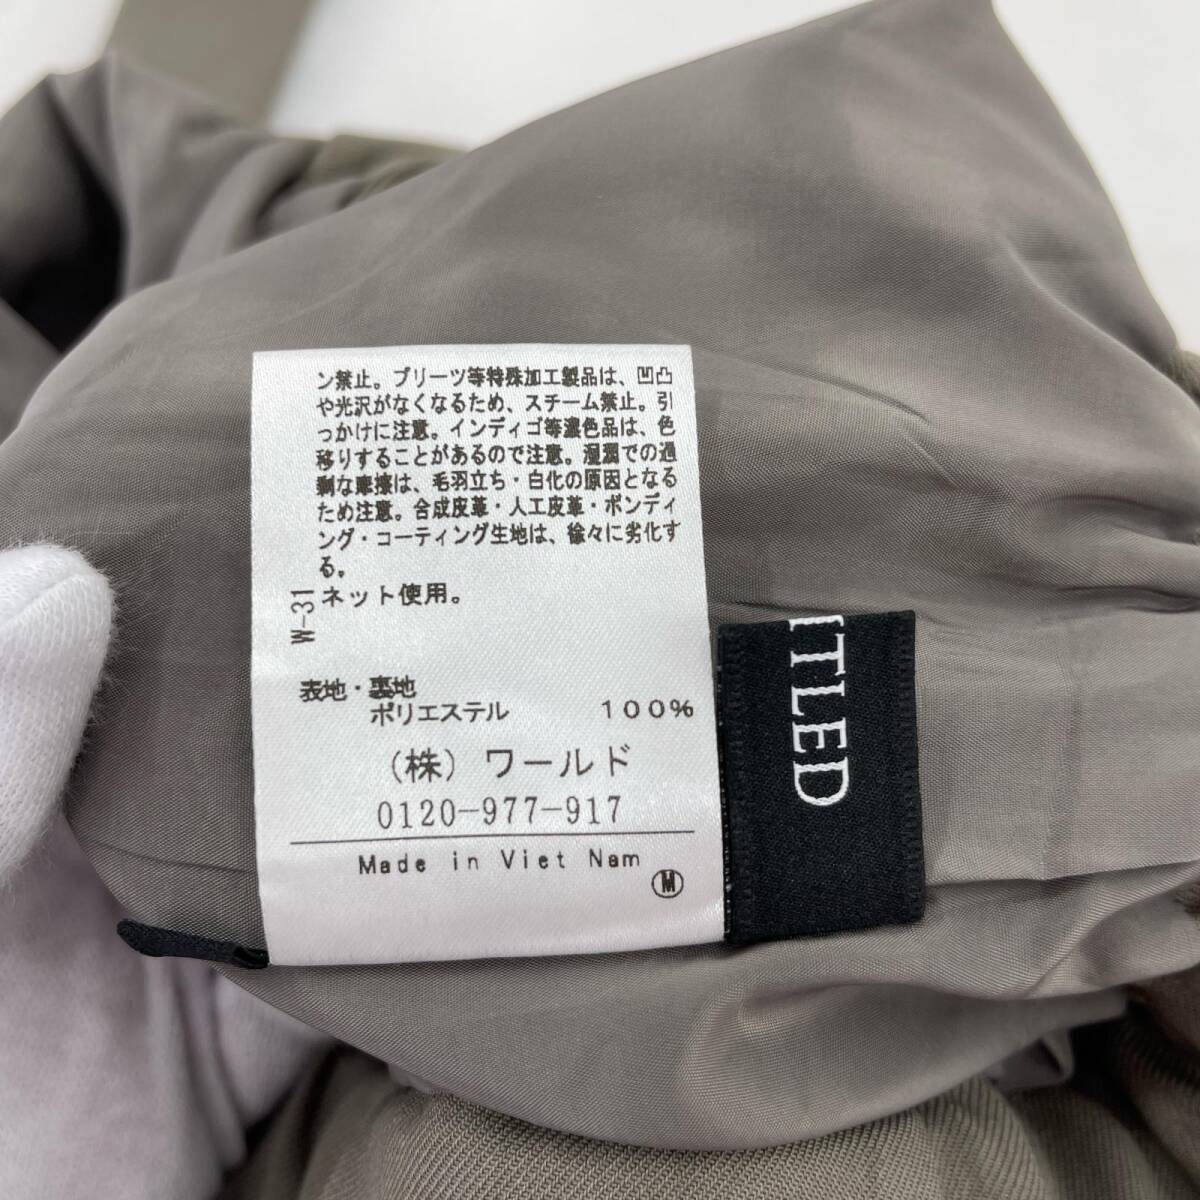 ン禁止。プリーツ等特殊加工製品は、凹凸
や光沢がなくなるため、スチーム禁止。引
っかけに注意。インディゴ等濃色品は、色
移りすることがあるので注意。湿潤での過
剰な摩擦は、毛羽立ち・白化の原因となる
ため注意。合成皮革・人工皮革・ボンディ
ング・コーティング生地は、徐々に劣化す
る。
ネット使用。
W-31
表地・裏地
ポリエステル 100%
(株) ワールド
0120-977-917
Made in Viet Nam
M
ITLED